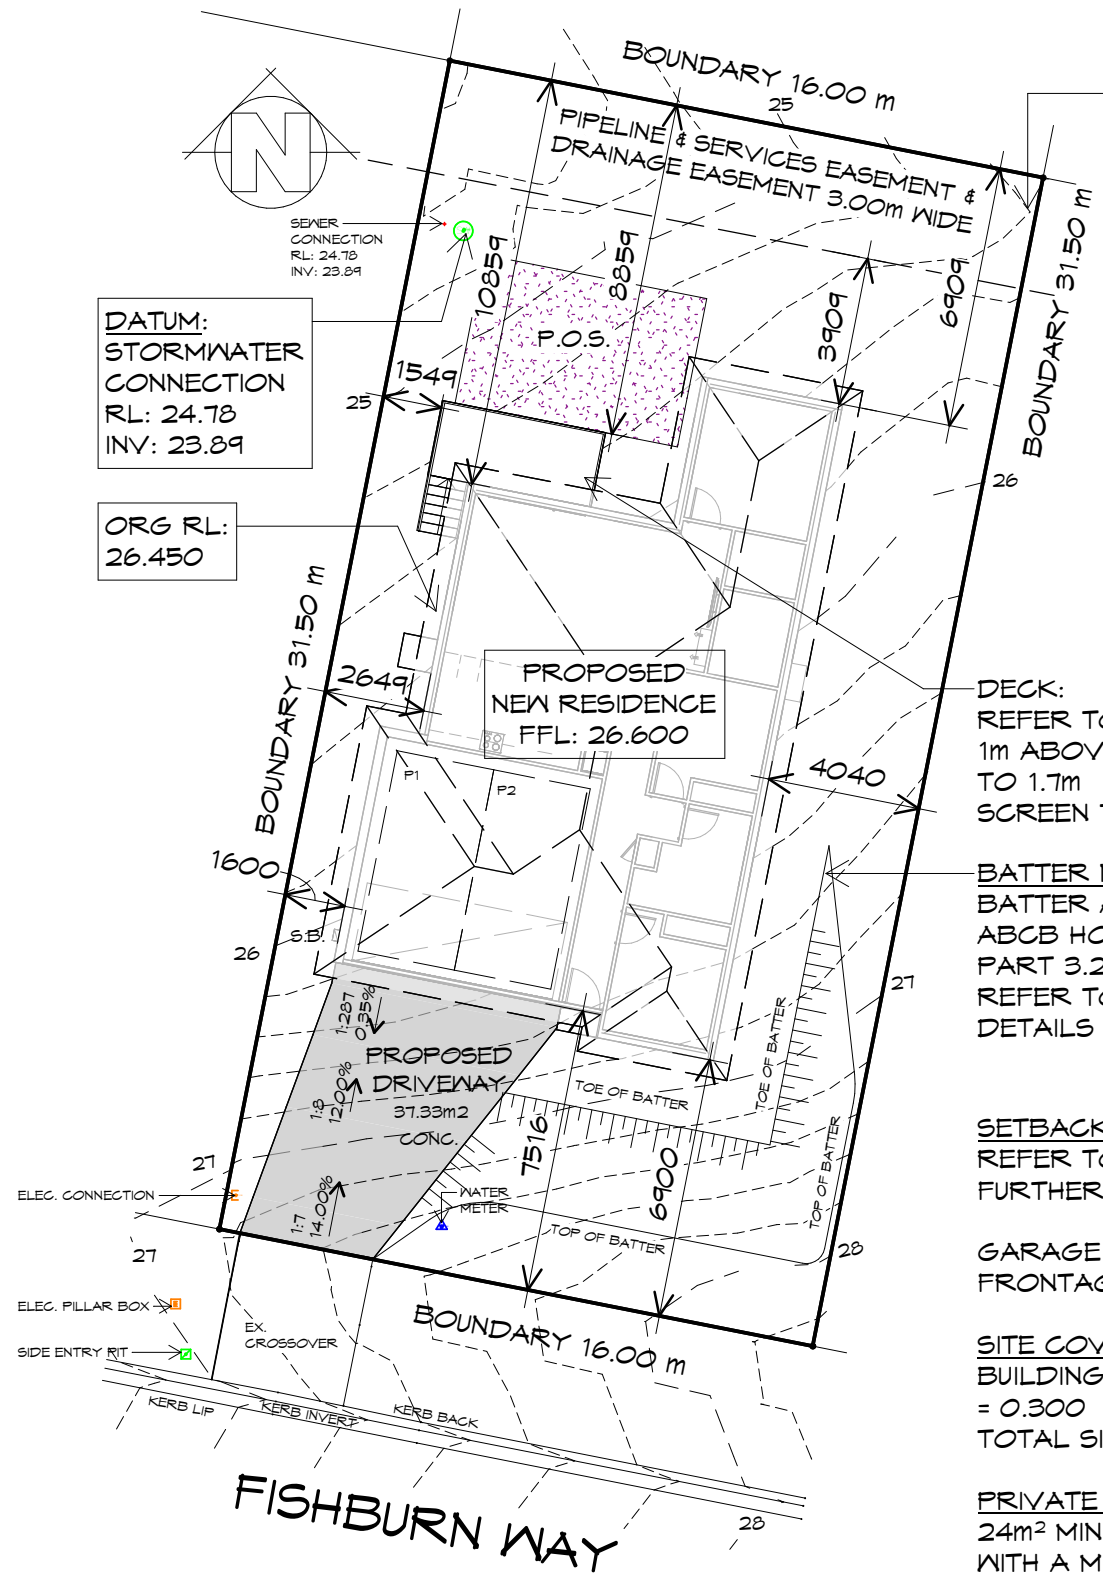 BOUNDARY 16.00 m
25
PIPELINE & SERVICES EASEMENT &
DRAINAGE EASEMENT 3.00m WIDE
N
SEWER
CONNECTION
RL: 24.78
INV: 23.89
10859
8859
3909
6909
BOUNDARY 31.50 m
DATUM:
STORMWATER
CONNECTION
RL: 24.78
INV: 23.89
P.O.S.
1549
25
26
ORG RL:
26.450
BOUNDARY 31.50 m
2649
PROPOSED
NEW RESIDENCE
FFL: 26.600
DECK:
REFER TO
1m ABOV
TO 1.7m
SCREEN
P1
P2
4040
1600
S.B.
26
BATTER
BATTER
ABCB HO
PART 3.2
REFER TO
DETAILS
27
1:287
0.35%
PROPOSED
DRIVEWAY
37.33m2
CONC.
1:8
12.00%
1:7
14.00%
TOE OF BATTER
TOE OF BATTER
TOP OF BATTER
TOP OF BATTER
7516
6900
SETBACK
REFER TO
FURTHER
27
ELEC. CONNECTION
WATER
METER
27
28
GARAGE
FRONTAG
ELEC. PILLAR BOX
EX.
CROSSOVER
BOUNDARY 16.00 m
SIDE ENTRY PIT
SITE COV
BUILDING
= 0.300
TOTAL SI
KERB LIP
KERB INVERT
KERB BACK
FISHBURN WAY
28
PRIVATE
24m² MIN
WITH A M